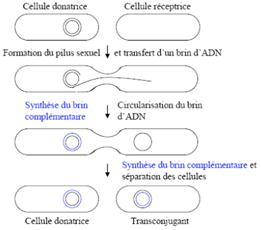 Cellule donatrice Cellule réceptrice
Formation du pilus sexuel et transfert d'un brin d'ADN
Synthèse du brin Circularisation du brin
complémentaire d'ADN
Synthèse du brin complémentaire et
séparation des cellules
Cellule donatrice Transconjugant